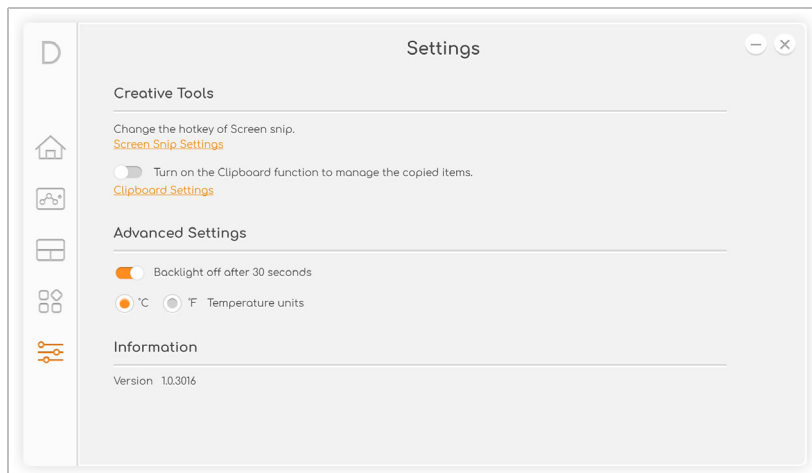 D
Settings
Creative Tools
Change the hotkey of Screen snip.
Screen Snip Settings
Turn on the Clipboard function to manage the copied items.
Clipboard Settings
Advanced Settings
Backlight off after 30 seconds
°C °F Temperature units
Information
Version 1.0.3016